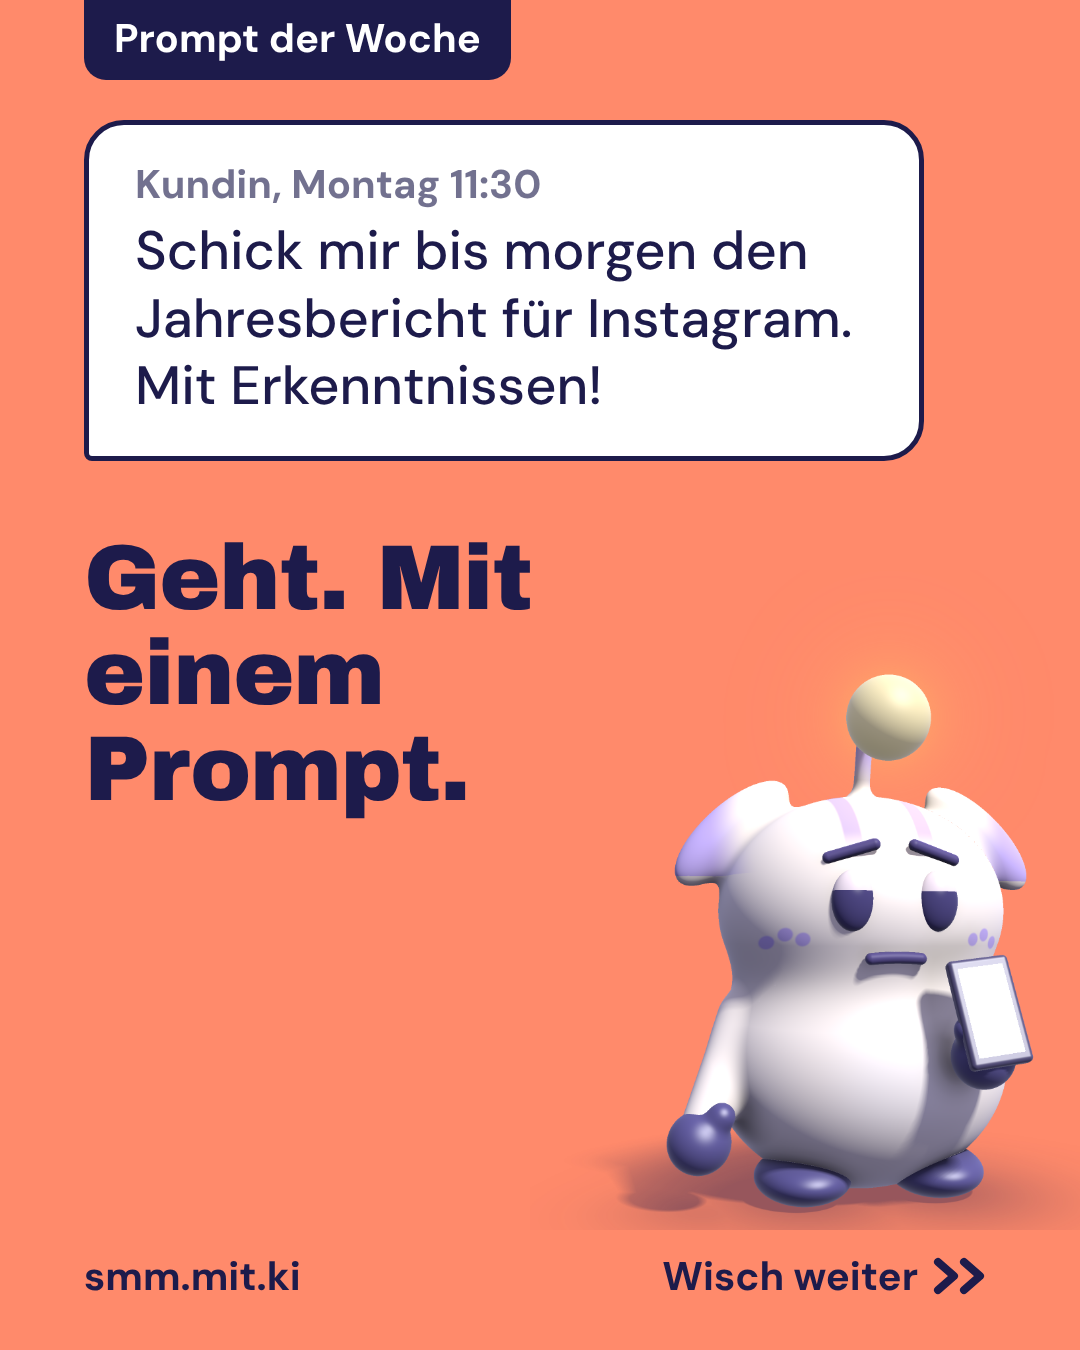 Prompt der Woche
Kundin, Montag 11:30
Schick mir bis morgen den
Jahresbericht für Instagram.
Mit Erkenntnissen!
Geht. Mit
einem
Prompt.
smm.mit.ki
Wisch weiter